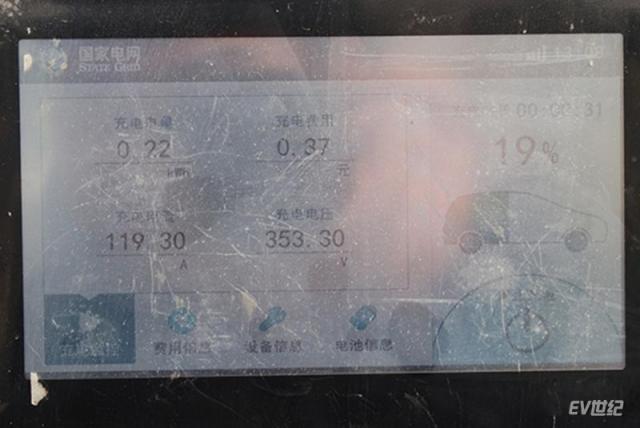 国家电网
STATE GRID
13:08
充电电量
0.22
kWh
充电费用
0.37
元
充电电流
119.30
A
充电电压
353.30
V
00:00:31
19%
费用信息
设备信息
电池信息
EV世纪